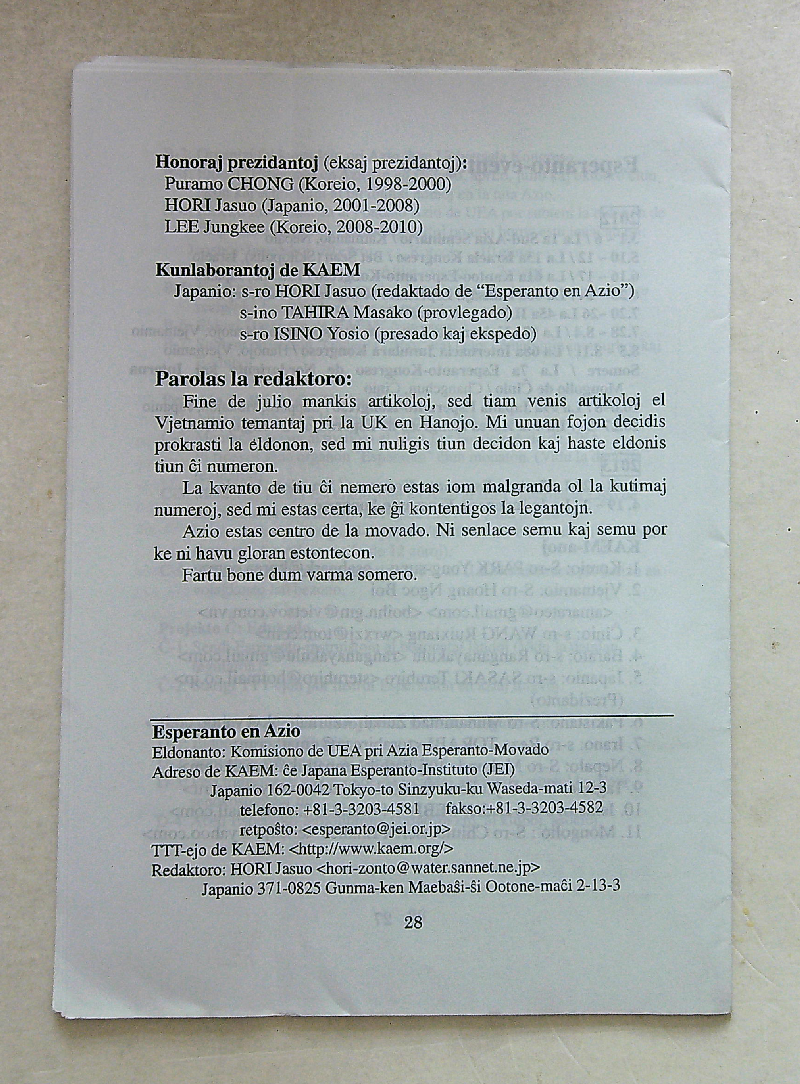 Honoraj prezidantoj (eksaj prezidantoj):
Puramo CHONG (Koreio, 1998-2000)
HORI Jasuo (Japanio, 2001-2008)
LEE Jungkee (Koreio, 2008-2010)
Kunlaborantoj de KAEM
Japanio: s-ro HORI Jasuo (redaktado de “Esperanto en Azio”)
s-ino TAHIRA Masako (provlegado)
s-ro ISINO Yosio (presado kaj ekspedo)
Parolas la redaktoro:
Fine de julio mankis artikoloj, sed tiam venis artikoloj el
Vjetnamio temantaj pri la UK en Hanojo. Mi unuan fojon decidis
prokrasti la eldonon, sed mi nuligis tiun decidon kaj haste eldonis
tiun ĉi numeron.
La kvanto de tiu ĉi nemero estas iom malgranda ol la kutimaj
numeroj, sed mi estas certa, ke ĝi kontentigos la legantojn.
Azio estas centro de la movado. Ni senlace semu kaj semu por
ke ni havu gloran estontecon.
Fartu bone dum varma somero.
Esperanto en Azio
Eldonanto: Komisiono de UEA pri Azia Esperanto-Movado
Adreso de KAEM: ĉe Japana Esperanto-Instituto (JEI)
Japanio 162-0042 Tokyo-to Sinzyuku-ku Waseda-mati 12-3
telefono: +81-3-3203-4581 fakso:+81-3-3203-4582
retpoŝto: <esperanto@jei.or.jp>
TTT-ejo de KAEM: <http://www.kaem.org/>
Redaktoro: HORI Jasuo <hori-zonto@water.sannet.ne.jp>
Japanio 371-0825 Gunma-ken Maebaŝi-ŝi Ootone-maĉi 2-13-3
28